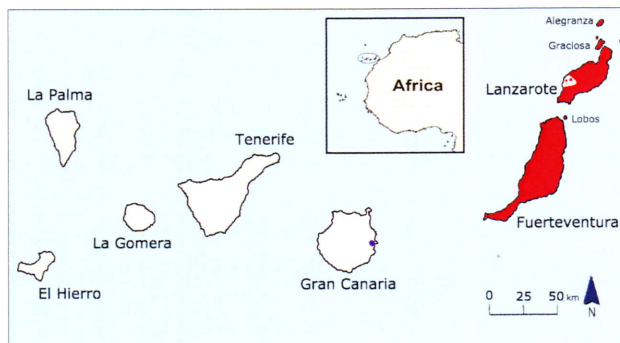 Alegranza
Graciosa
Lanzarote
Lobos
Fuerteventura
Africa
La Palma
Tenerife
La Gomera
El Hierro
Gran Canaria
0 25 50 km
N